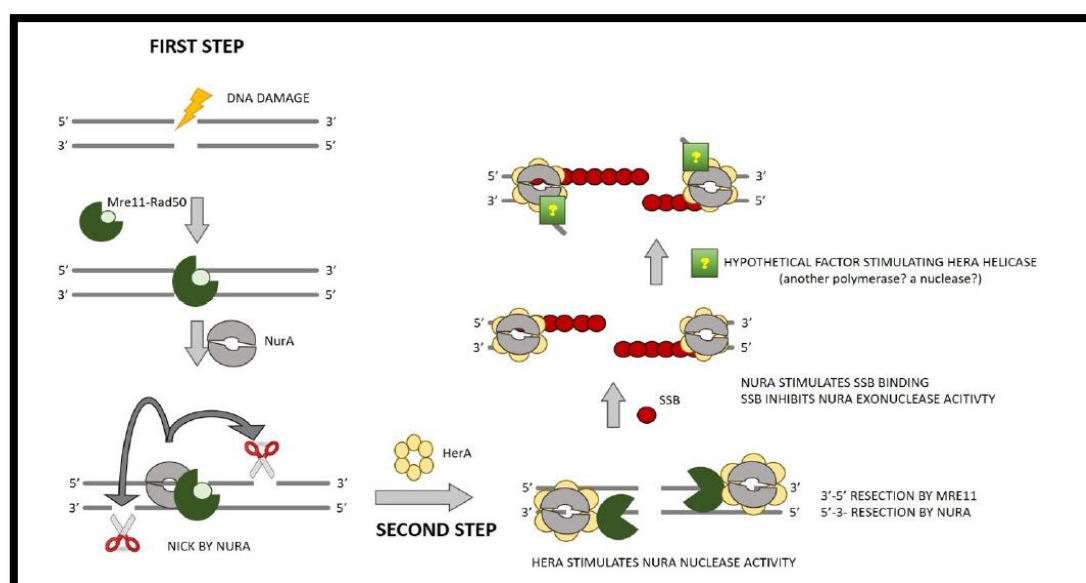 FIRST STEP
DNA DAMAGE
5′ 3′
3′ 5′
Mre11-Rad50
5′ 3′
3′ 5′
NurA
5′ 3′
3′ 5′
NICK BY NURA
HerA
SECOND STEP
5′ 3′
3′ 5′
3′-5′ RESECTION BY MRE11
5′-3- RESECTION BY NURA
HERA STIMULATES NURA NUCLEASE ACTIVITY
SSB
NURA STIMULATES SSB BINDING
SSB INHIBITS NURA EXONUCLEASE ACITIVTY
5′ 3′
3′ 5′
? HYPOTHETICAL FACTOR STIMULATING HERA HELICASE
(another polymerase? a nuclease?)
?
5′ 3′
3′ 5′
?